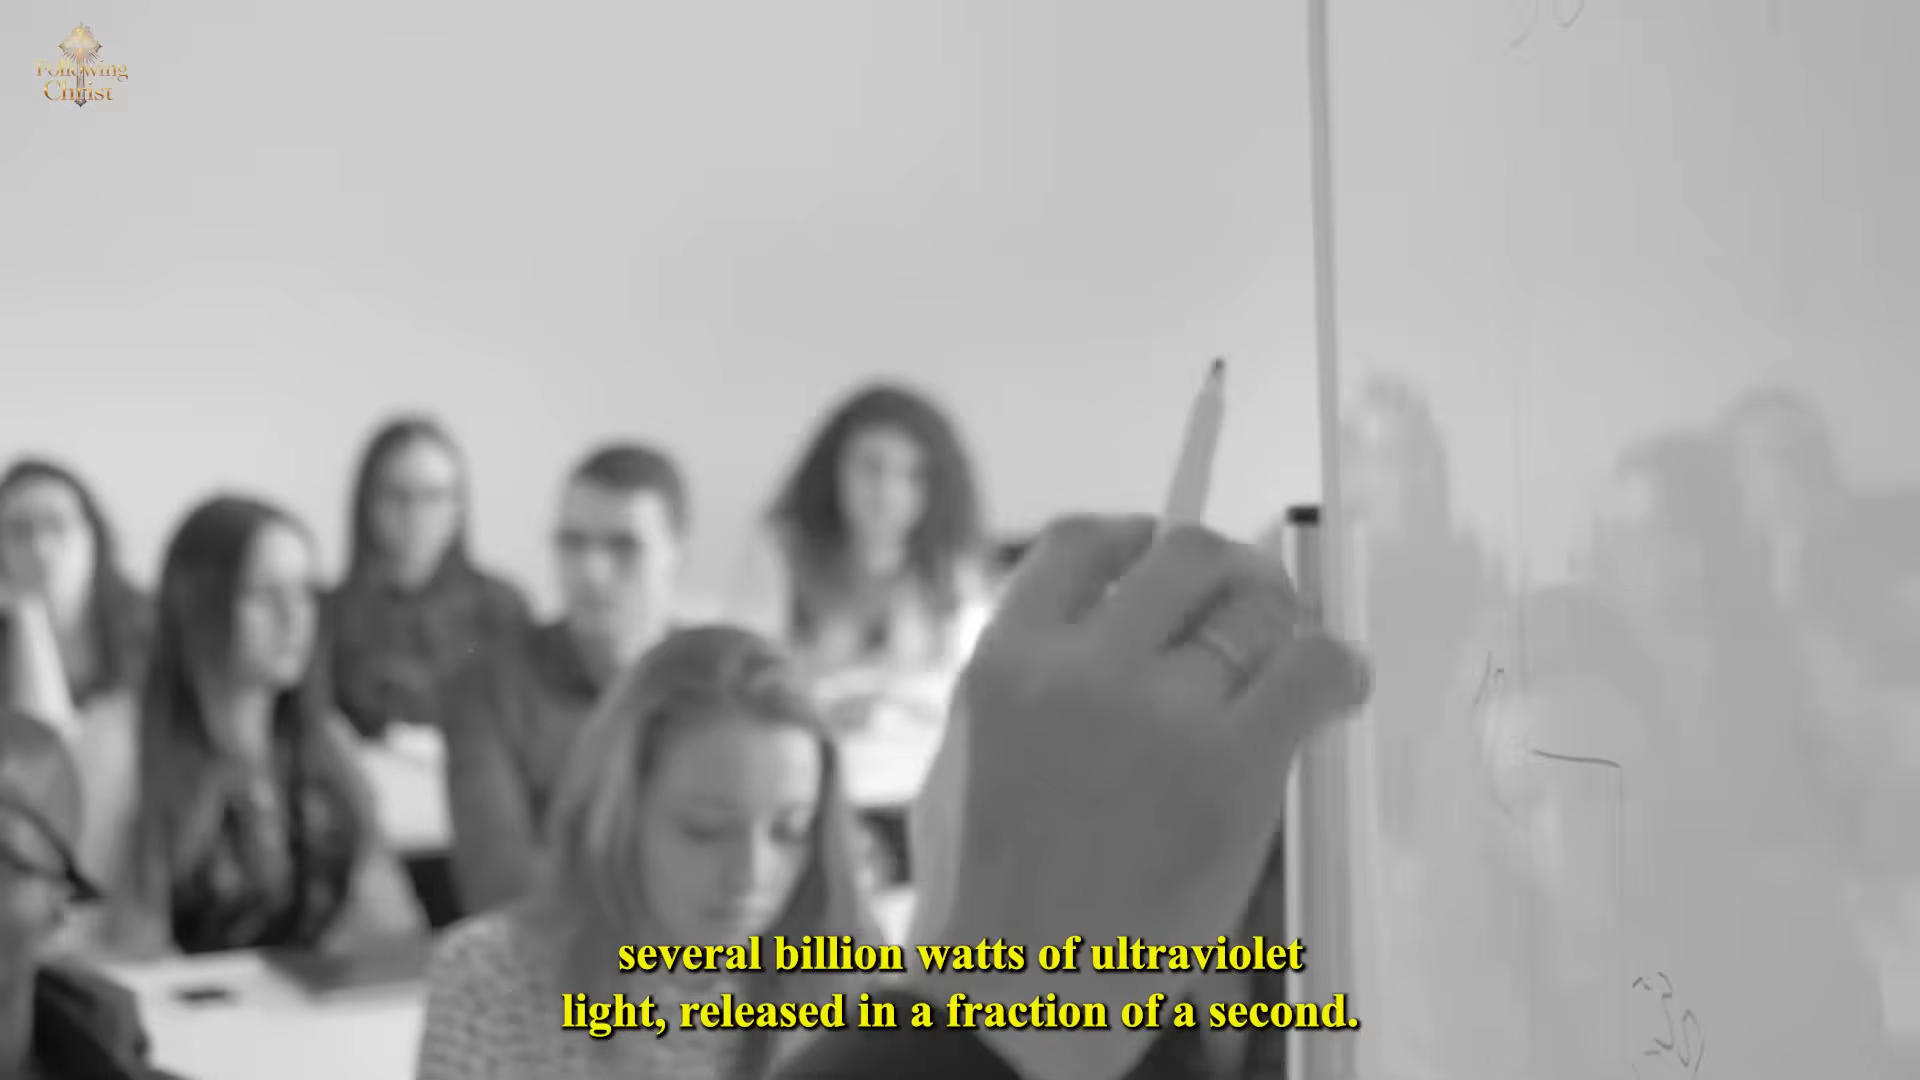 Following
Christ
several billion watts of ultraviolet
light, released in a fraction of a second.